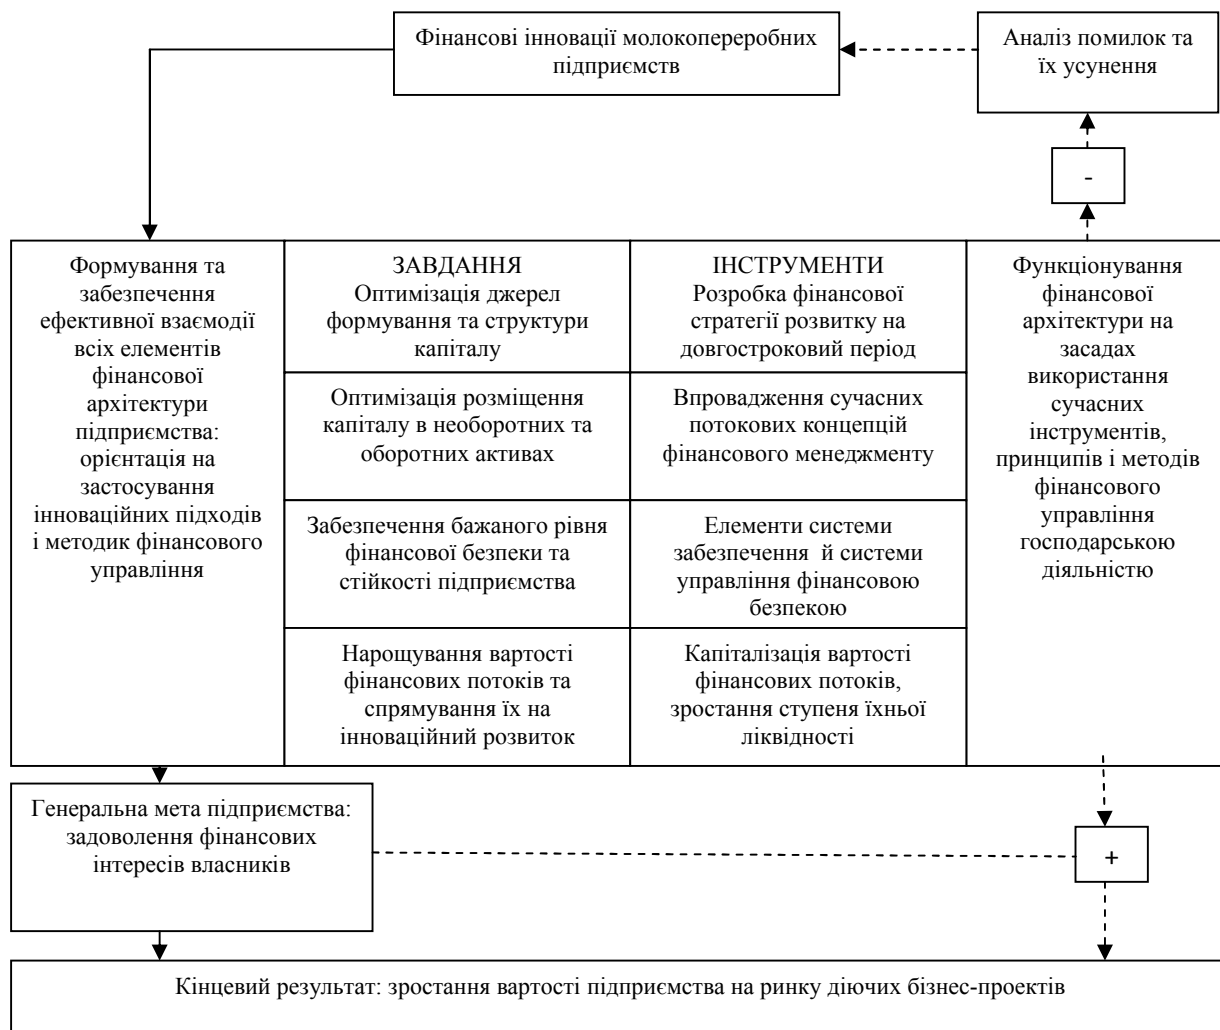 Фінансові інновації молокопереробних
підприємств
Аналіз помилок та
їх усунення
-
Формування та
забезпечення
ефективної взаємодії
всіх елементів
фінансової
архітектури
підприємства:
орієнтація на
застосування
інноваційних підходів
і методик фінансового
управління
ЗАВДАННЯ
Оптимізація джерел
формування та структури
капіталу
ІНСТРУМЕНТИ
Розробка фінансової
стратегії розвитку на
довгостроковий період
Оптимізація розміщення
капіталу в необоротних та
оборотних активах
Впровадження сучасних
потокових концепцій
фінансового менеджменту
Забезпечення бажаного рівня
фінансової безпеки та
стійкості підприємства
Елементи системи
забезпечення й системи
управління фінансовою
безпекою
Нарощування вартості
фінансових потоків та
спрямування їх на
інноваційний розвиток
Капіталізація вартості
фінансових потоків,
зростання ступеня їхньої
ліквідності
Функціонування
фінансової
архітектури на
засадах
використання
сучасних
інструментів,
принципів і методів
фінансового
управління
господарською
діяльністю
Генеральна мета підприємства:
задоволення фінансових
інтересів власників
+
Кінцевий результат: зростання вартості підприємства на ринку діючих бізнес-проектів